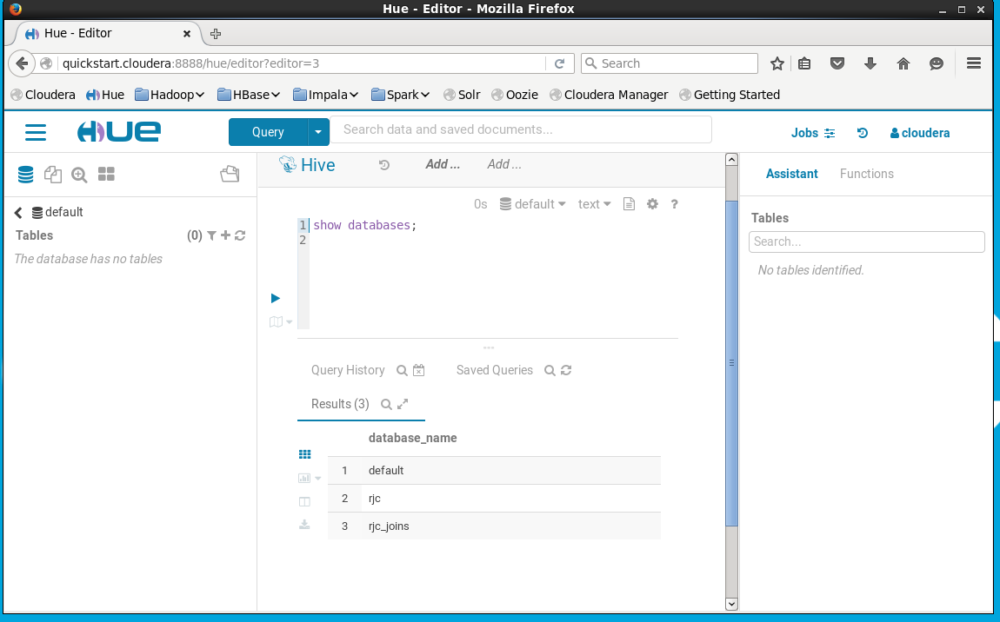 Hue - Editor - Mozilla Firefox
Hue - Editor
quickstart.cloudera:8888/hue/editor?editor=3
Search
Cloudera Hue Hadoop HBase Impala Spark Solr Oozie Cloudera Manager Getting Started
HUE
Query
Search data and saved documents...
Jobs
cloudera
Hive
Add ...
Add ...
Assistant
Functions
default
Tables (0)
The database has no tables
0s default text ?
1 show databases;
2
Query History
Saved Queries
Results (3)
database_name
1 default
2 rjc
3 rjc_joins
Tables
Search...
No tables identified.